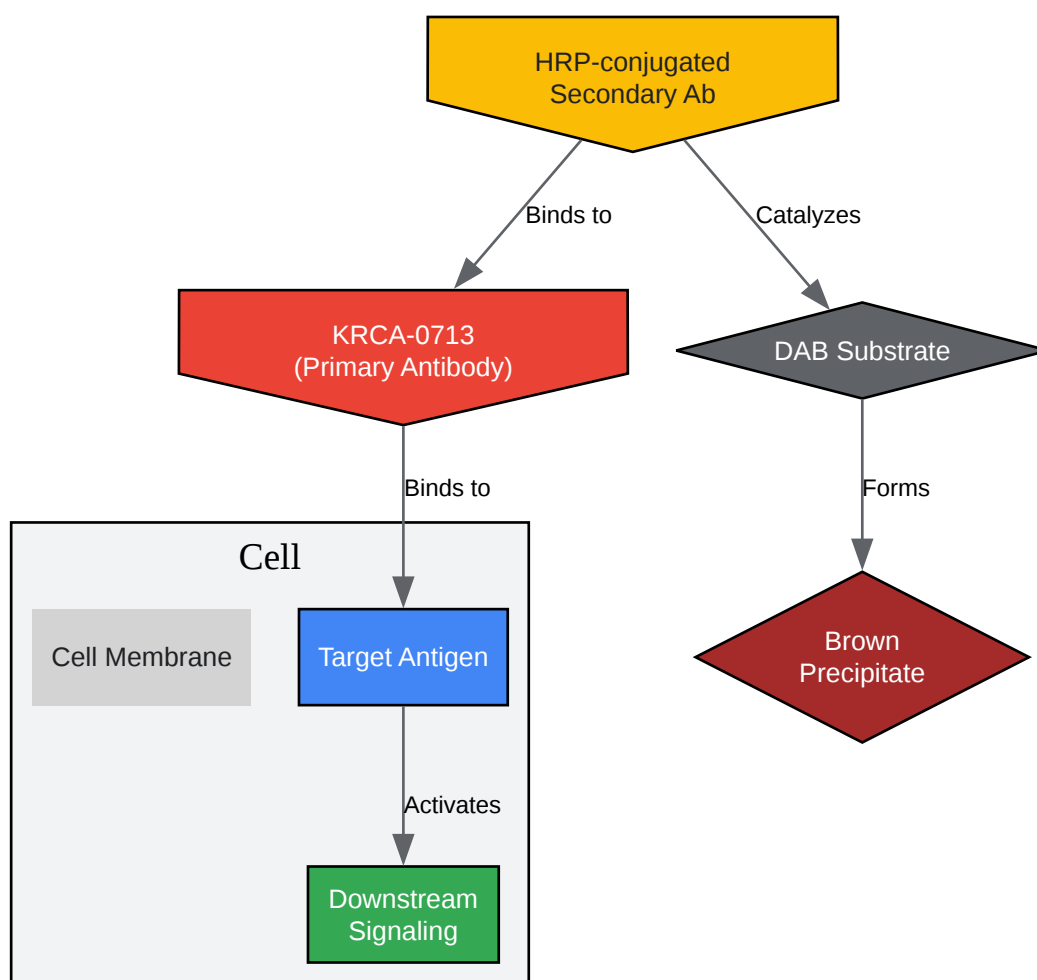 HRP-conjugated
Secondary Ab
Binds to
Catalyzes
KRCA-0713
(Primary Antibody)
DAB Substrate
Binds to
Forms
Cell
Cell Membrane
Target Antigen
Brown
Precipitate
Activates
Downstream
Signaling